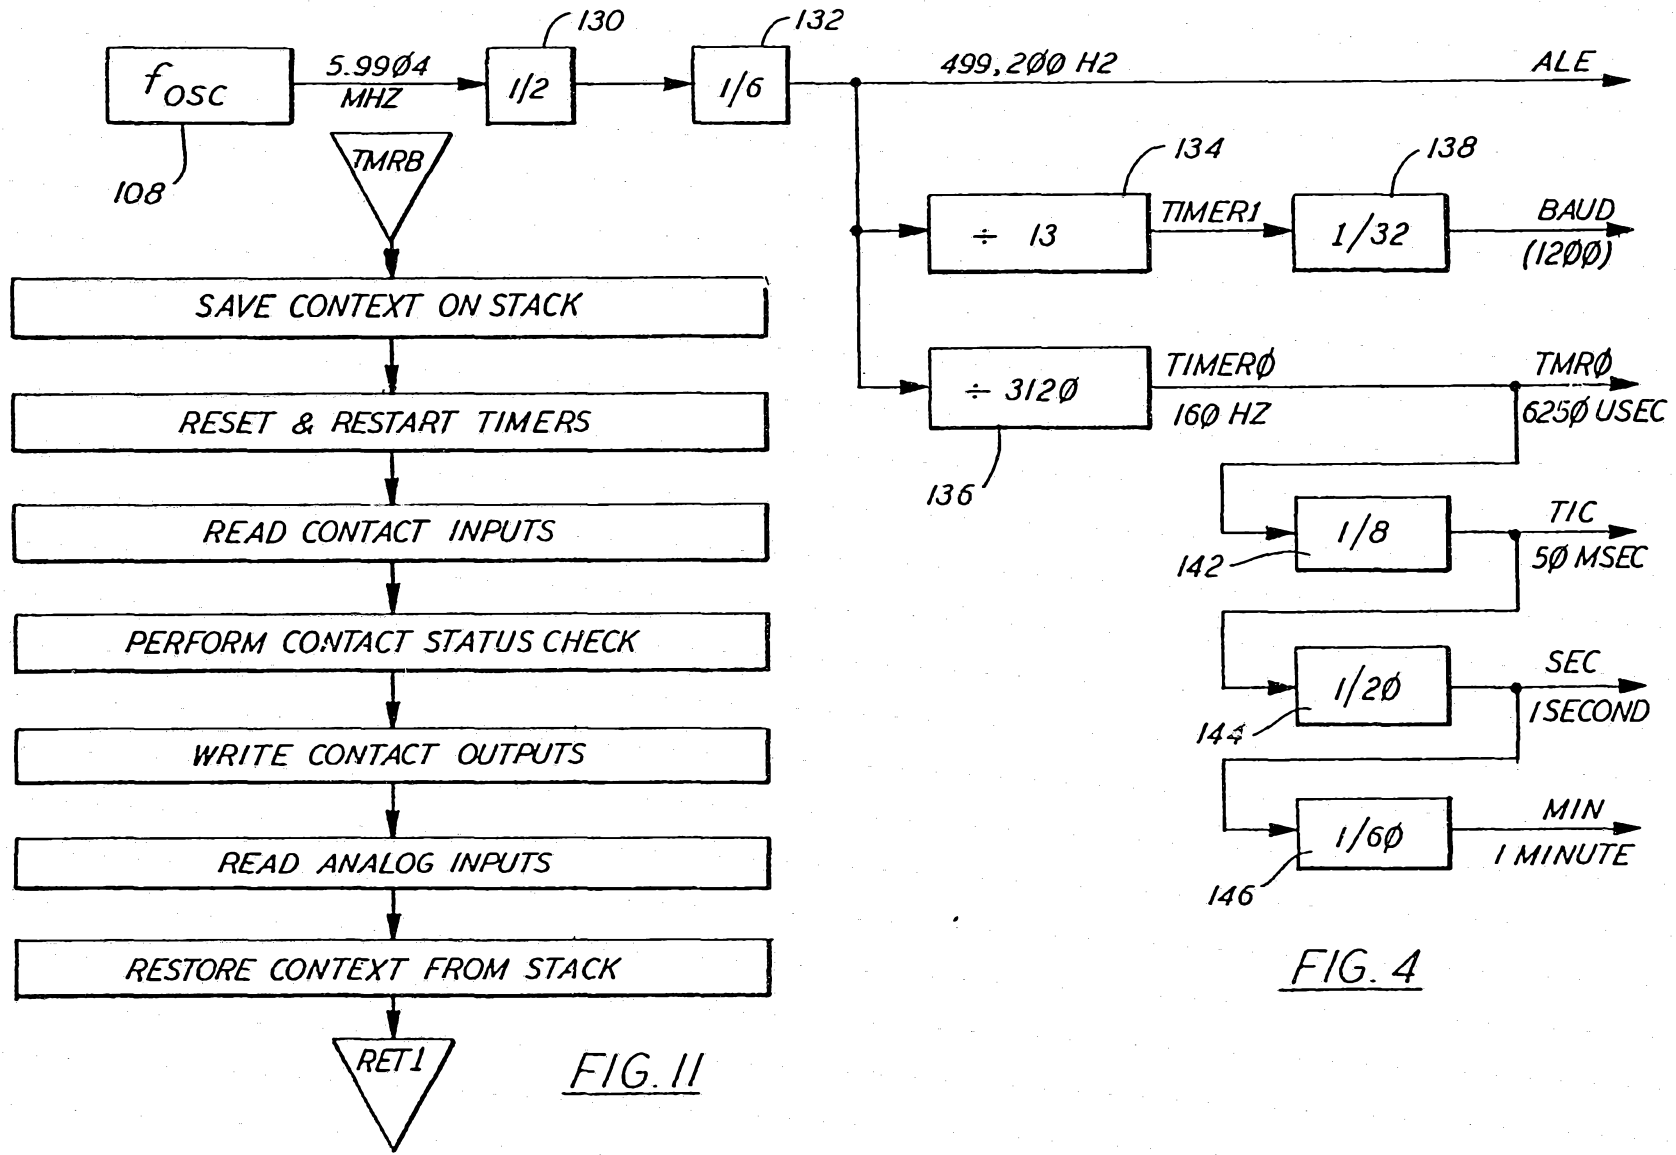 fosc
108
5.99Ø4
MHZ
130
1/2
132
1/6
499,2ØØ HZ
ALE
134
÷ 13
TIMER1
138
1/32
BAUD
(12ØØ)
÷ 312Ø
136
TIMERØ
16Ø HZ
TMRØ
625Ø USEC
142
1/8
TIC
5Ø MSEC
144
1/2Ø
SEC
1 SECOND
146
1/6Ø
MIN
1 MINUTE
FIG. 4
TMRB
SAVE CONTEXT ON STACK
RESET & RESTART TIMERS
READ CONTACT INPUTS
PERFORM CONTACT STATUS CHECK
WRITE CONTACT OUTPUTS
READ ANALOG INPUTS
RESTORE CONTEXT FROM STACK
RET1
FIG. 11